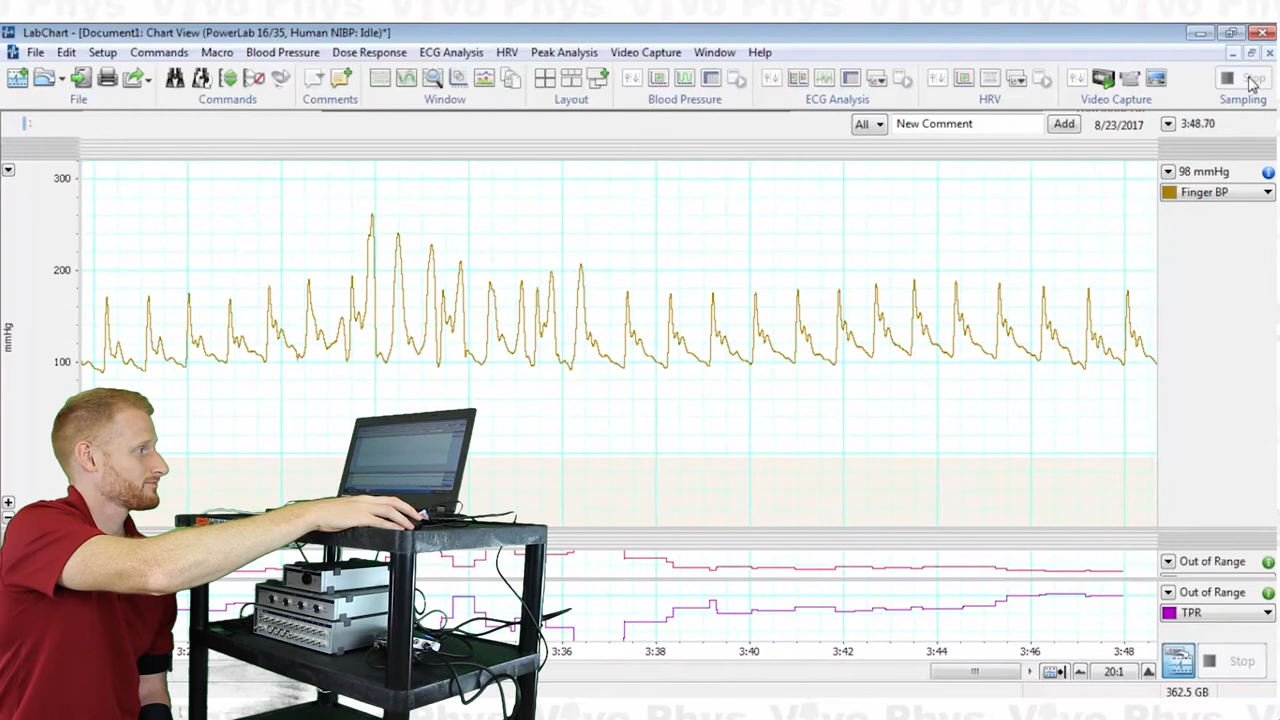 LabChart - [Document1: Chart View (PowerLab 16/35, Human NIBP: Idle)*]
File Edit Setup Commands Macro Blood Pressure Dose Response ECG Analysis HRV Peak Analysis Video Capture Window Help
Stop
File Commands Comments Window Layout Blood Pressure ECG Analysis HRV Video Capture Sampling
1 All New Comment Add 8/23/2017 3:48.70
300 98 mmHg
Finger BP
200
mmHg
100
Out of Range
Out of Range
TPR
3:36 3:38 3:40 3:42 3:44 3:46 3:48
20:1 Stop
362.5 GB
Vivo Phys